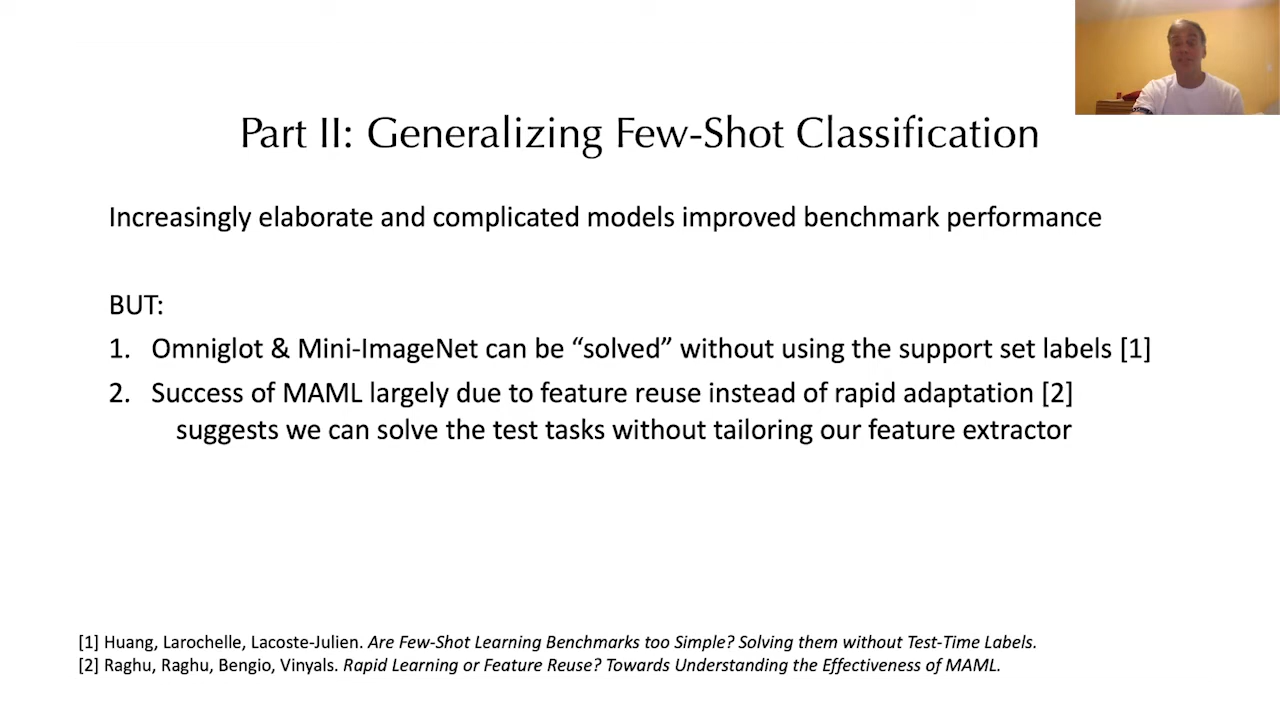 Part II: Generalizing Few-Shot Classification
Increasingly elaborate and complicated models improved benchmark performance
BUT:
1. Omniglot & Mini-ImageNet can be “solved” without using the support set labels [1]
2. Success of MAML largely due to feature reuse instead of rapid adaptation [2]
suggests we can solve the test tasks without tailoring our feature extractor
[1] Huang, Larochelle, Lacoste-Julien. Are Few-Shot Learning Benchmarks too Simple? Solving them without Test-Time Labels.
[2] Raghu, Raghu, Bengio, Vinyals. Rapid Learning or Feature Reuse? Towards Understanding the Effectiveness of MAML.